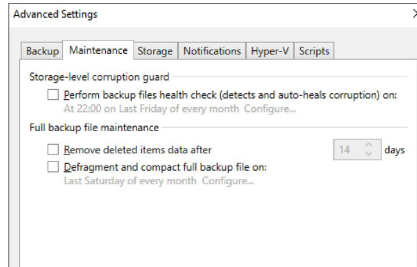 Advanced Settings
Backup Maintenance Storage Notifications Hyper-V Scripts
Storage-level corruption guard
Perform backup files health check (detects and auto-heals corruption) on:
At 22:00 on Last Friday of every month Configure...
Full backup file maintenance
Remove deleted items data after 14 days
Defragment and compact full backup file on:
Last Saturday of every month Configure...